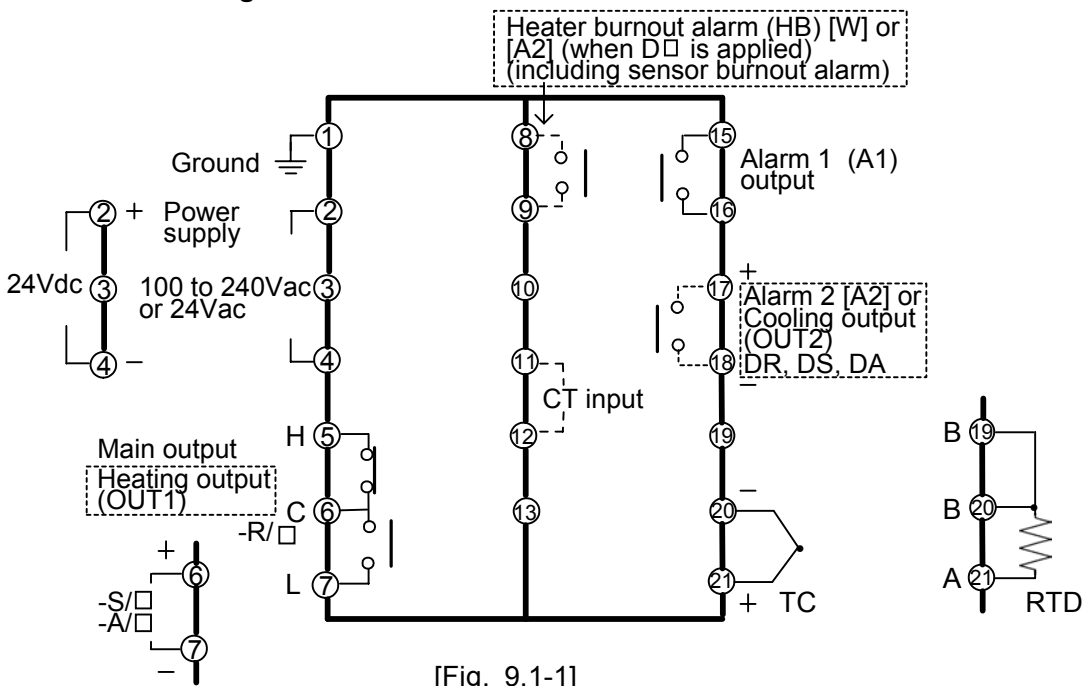 Heater burnout alarm (HB) [W] or
[A2] (when D□ is applied)
(including sensor burnout alarm)
1
8
15
Ground
Alarm 1 (A1)
output
2
+
Power
supply
2
9
16
24Vdc
3
100 to 240Vac
or 24Vac
3
10
+
17
Alarm 2 [A2] or
Cooling output
(OUT2)
DR, DS, DA
4
−
4
11
18
−
CT input
H
5
12
19
B
19
Main output
Heating output
(OUT1)
C
6
-R/□
13
−
20
B
20
L
7
21
+
TC
A
21
RTD
+
6
-S/□
-A/□
7
−
[Fig. 9.1-1]